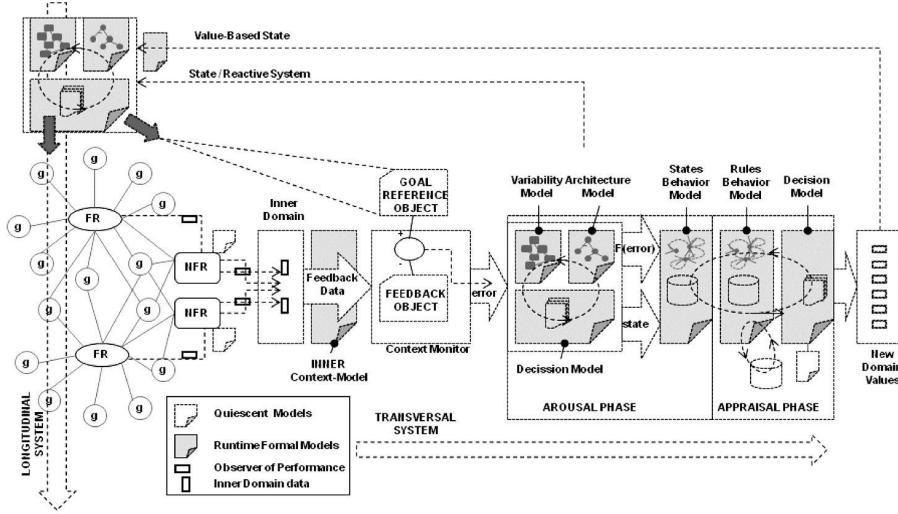 Value-Based State
State / Reactive System
g
g
g
g
g
g
FR
g
g
g
NFR
NFR
g
FR
g
g
g
g
g
g
LONGITUDINAL
SYSTEM
Inner
Domain
Feedback
Data
INNER
Context-Model
GOAL
REFERENCE
OBJECT
+
-
FEEDBACK
OBJECT
Context Monitor
error
Variability
Model
Architecture
Model
F(error)
state
Decission Model
AROUSAL PHASE
States
Behavior
Model
Rules
Behavior
Model
Decision
Model
APPRAISAL PHASE
New
Domain
Values
TRANSVERSAL
SYSTEM
Quiescent Models
Runtime Formal Models
Observer of Performance
Inner Domain data